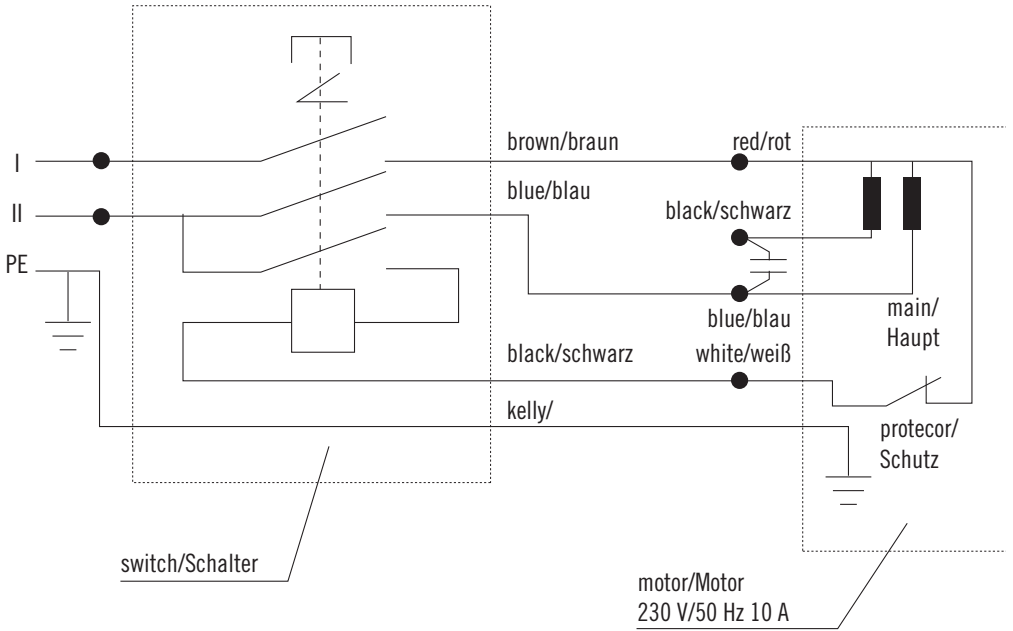 brown/braun
red/rot
I
blue/blau
II
black/schwarz
PE
main/
Haupt
blue/blau
black/schwarz
white/weiß
kelly/
protecor/
Schutz
switch/Schalter
motor/Motor
230 V/50 Hz 10 A